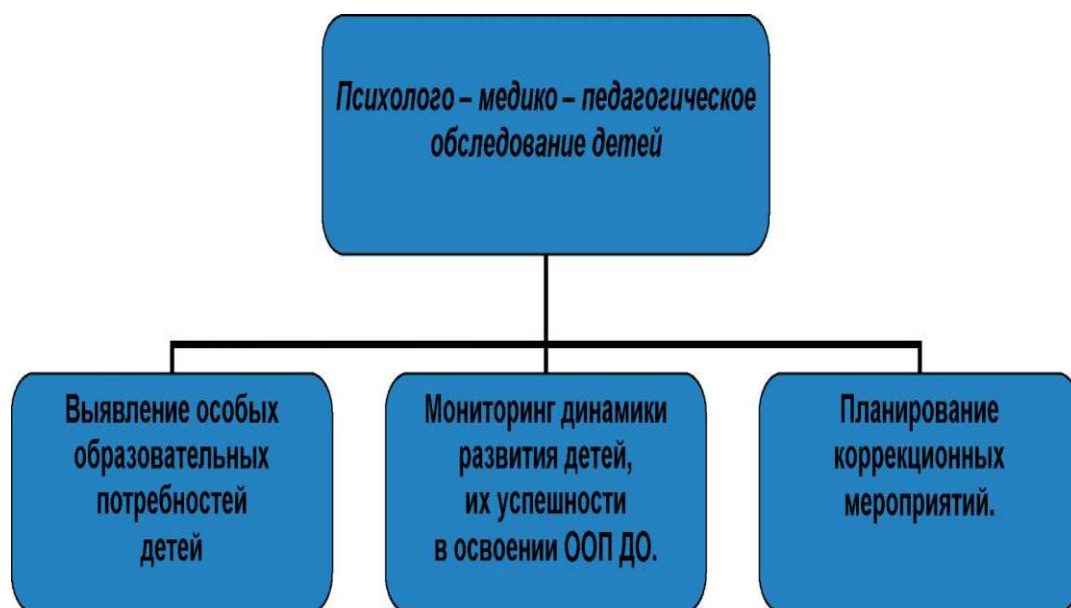 Психолого – медико – педагогическое
обследование детей
Выявление особых
образовательных
потребностей
детей
Мониторинг динамики
развития детей,
их успешности
в освоении ООП ДО.
Планирование
коррекционных
мероприятий.